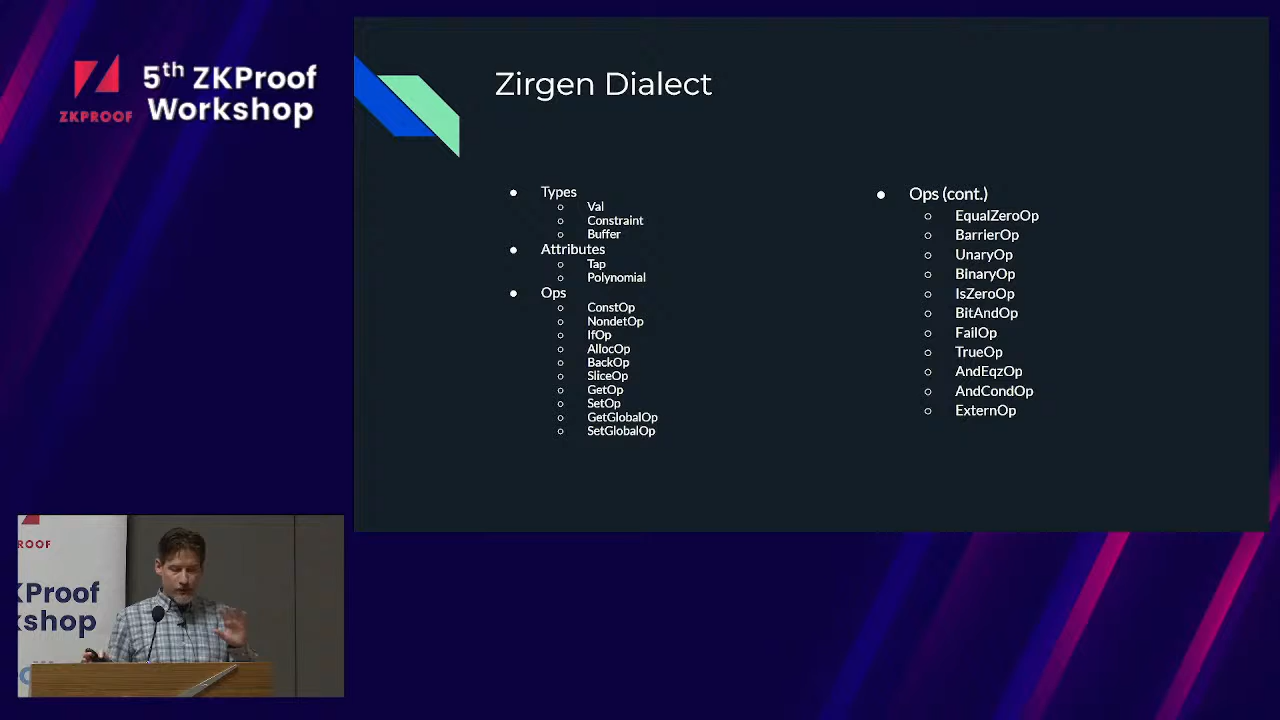 ZKPROOF
5th ZKProof
Workshop
Zirgen Dialect
Types
Val
Constraint
Buffer
Attributes
Tap
Polynomial
Ops
ConstOp
NondetOp
IfOp
AllocOp
BackOp
SliceOp
GetOp
SetOp
GetGlobalOp
SetGlobalOp
Ops (cont.)
EqualZeroOp
BarrierOp
UnaryOp
BInaryOp
IsZeroOp
BitAndOp
FailOp
TrueOp
AndEqzOp
AndCondOp
ExternOp
ROOF
KProof
kshop